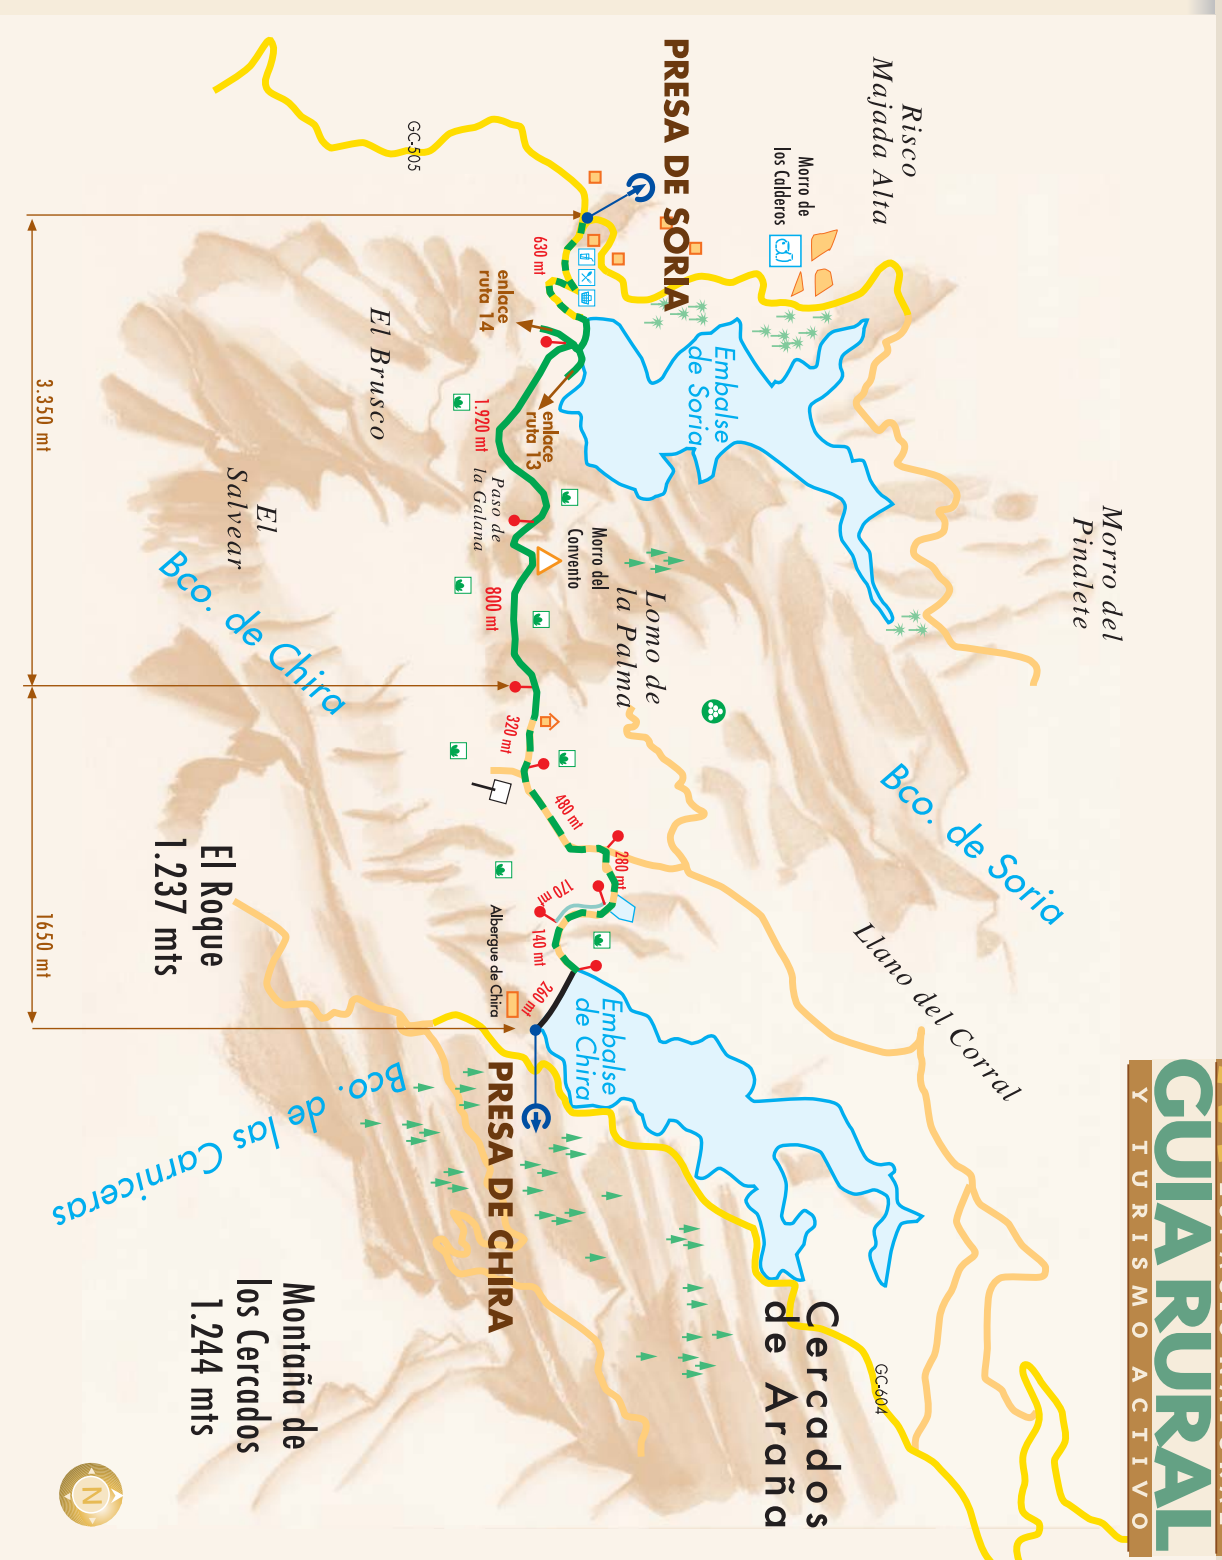 PRESA DE SORIA
Risco
Majada Alta
Morro de
los Calderos
GC-505
630 mt
enlace
ruta 14
Embalse
de Soria
El Brusco
3.350 mt
1.920 mt
enlace
ruta 13
Paso de
la Galana
El
Salvear
Morro del
Convento
Morro del
Pinalete
Lomo de
la Palma
800 mt
Bco. de Chira
320 mt
480 mt
280 mt
170 mt
140 mt
260 mt
Bco. de Soria
El Roque
1.237 mts
1650 mt
Albergue de Chira
Llano del Corral
Embalse
de Chira
PRESA DE CHIRA
Bco. de las Carniceras
Cercados
de Araña
GC-604
Montaña de
los Cercados
1.244 mts
N
GUIA RURAL
Y TURISMO ACTIVO